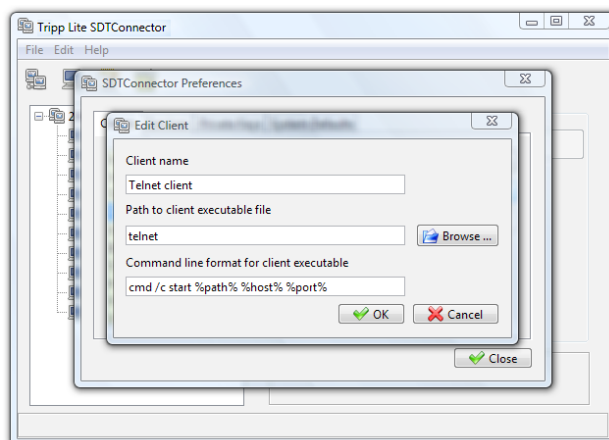 Tripp Lite SDTConnector
File Edit Help
SDTConnector Preferences
Edit Client
Client name
Telnet client
Path to client executable file
telnet
Browse ...
Command line format for client executable
cmd /c start %path% %host% %port%
OK
Cancel
Close